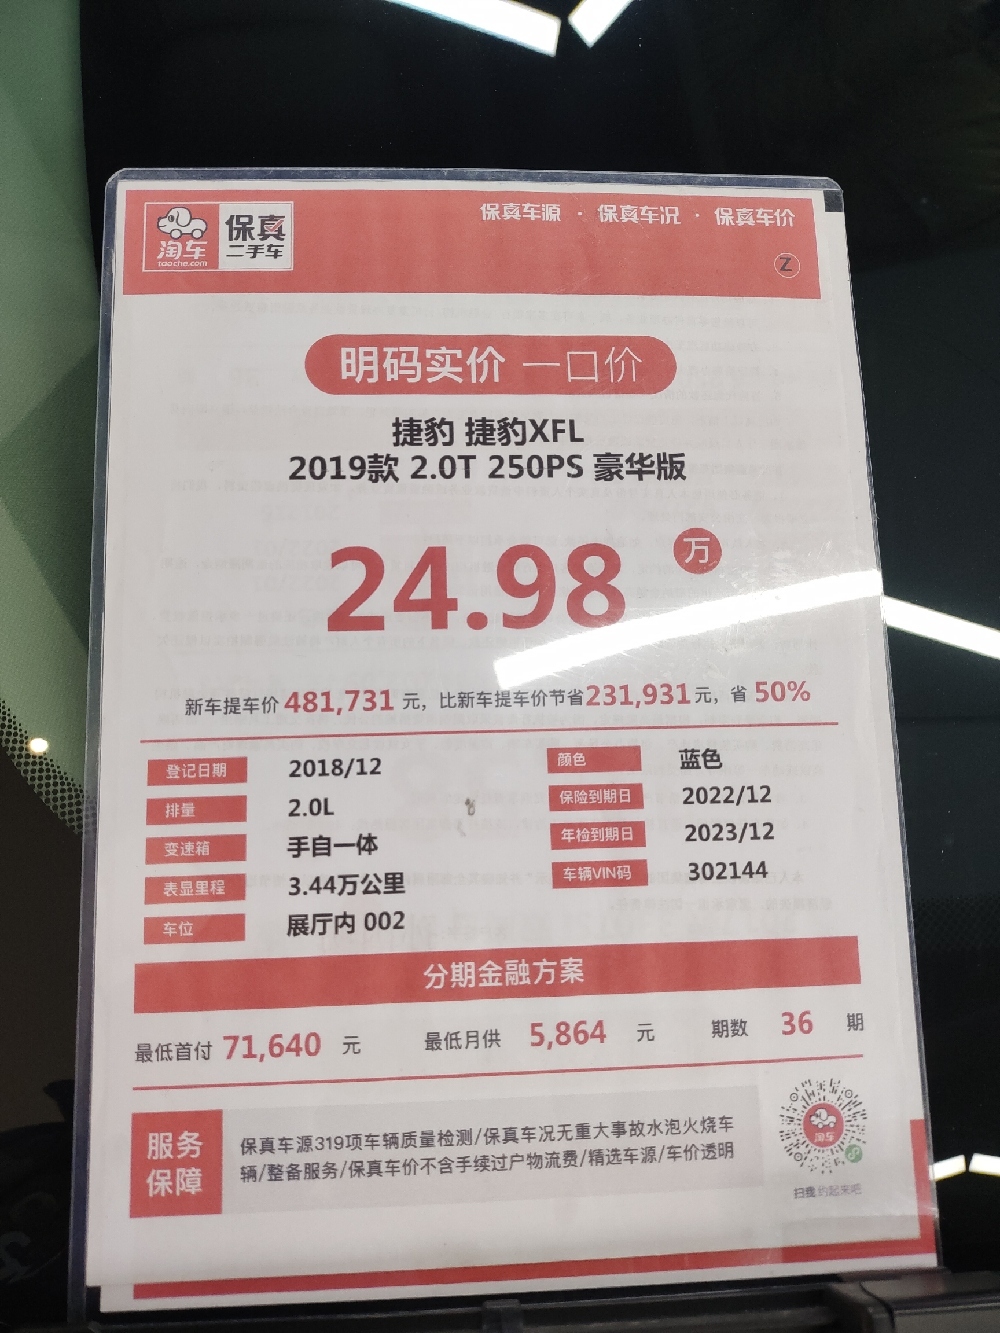 保真车源 · 保真车况 · 保真车价
淘车
taoche.com
保真
二手车
Z
明码实价 一口价
捷豹 捷豹XFL
2019款 2.0T 250PS 豪华版
24.98 万
新车提车价 481,731 元，比新车提车价节省231,931元，省 50%
登记日期 2018/12 颜色 蓝色
排量 2.0L 保险到期日 2022/12
变速箱 手自一体 年检到期日 2023/12
表显里程 3.44万公里 车辆VIN码 302144
车位 展厅内 002
分期金融方案
最低首付 71,640 元 最低月供 5,864 元 期数 36 期
服务
保障
保真车源319项车辆质量检测/保真车况无重大事故水泡火烧车
辆/整备服务/保真车价不含手续过户物流费/精选车源/车价透明
淘车